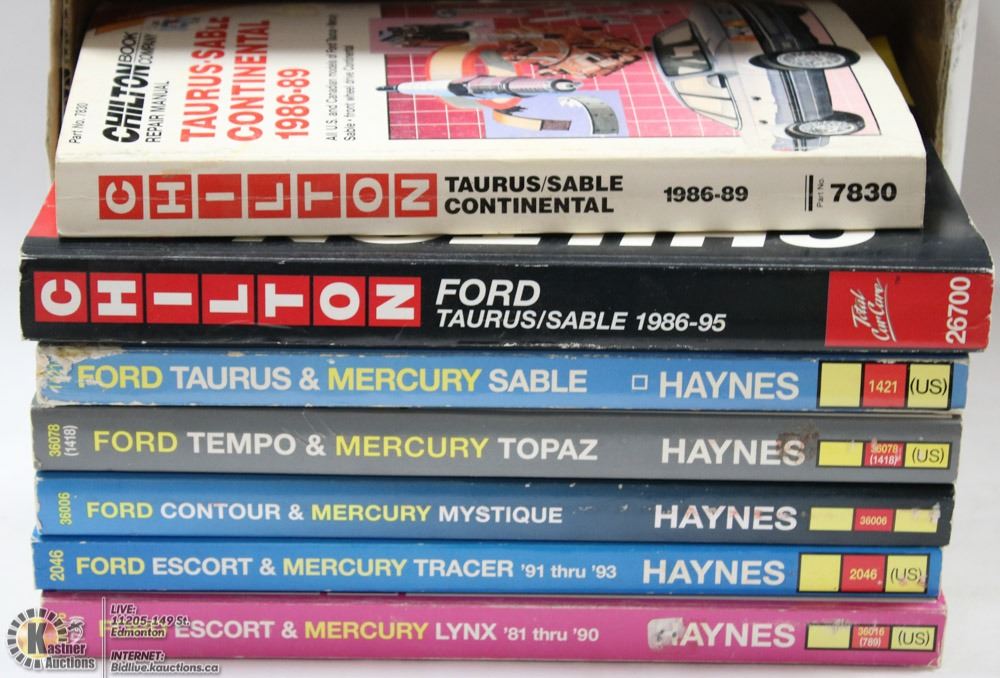 Part No. 7830
CHILTON BOOK COMPANY
REPAIR MANUAL
TAURUS·SABLE
CONTINENTAL
1986-89
CHILTON
TAURUS/SABLE
CONTINENTAL
1986-89
Part No.
7830
CHILTON
FORD
TAURUS/SABLE 1986-95
Total
Car Care
26700
FORD TAURUS & MERCURY SABLE
HAYNES
1421
(US)
36078
(1418)
FORD TEMPO & MERCURY TOPAZ
HAYNES
36078
(1418)
(US)
36006
FORD CONTOUR & MERCURY MYSTIQUE
HAYNES
36006
2046
FORD ESCORT & MERCURY TRACER '91 thru '93
HAYNES
2046
(US)
ESCORT & MERCURY LYNX '81 thru '90
AYNES
36016
(789)
(US)
K
Kastner
Auctions
LIVE:
11205-149 St.
Edmonton
INTERNET:
Bidlive.kauctions.ca